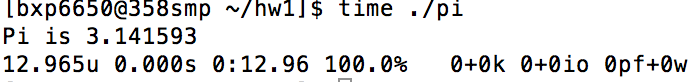 [bxp6650@358smp ~/hw1]$ time ./pi
Pi is 3.141593
12.965u 0.000s 0:12.96 100.0%	0+0k 0+0io 0pf+0w